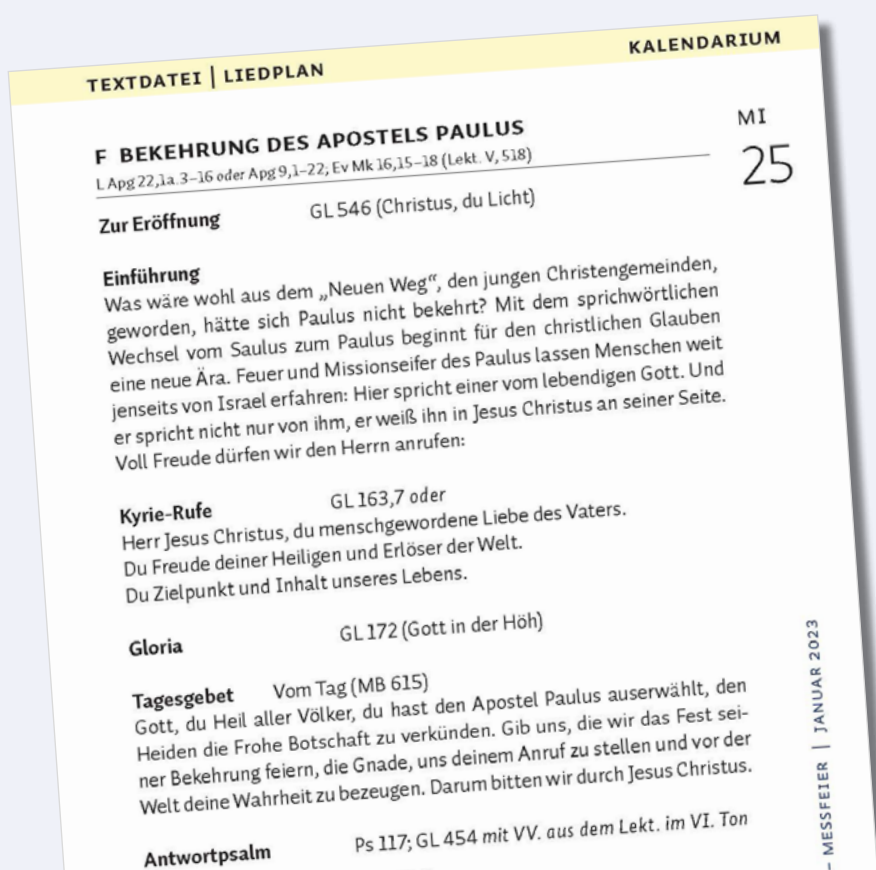 TEXTDATEI | LIEDPLAN
KALENDARIUM
MI
25
F BEKEHRUNG DES APOSTELS PAULUS
L Apg 22,1a.3–16 oder Apg 9,1–22; Ev Mk 16,15–18 (Lekt. V, 518)
Zur Eröffnung GL 546 (Christus, du Licht)
Einführung
Was wäre wohl aus dem „Neuen Weg“, den jungen Christengemeinden,
geworden, hätte sich Paulus nicht bekehrt? Mit dem sprichwörtlichen
Wechsel vom Saulus zum Paulus beginnt für den christlichen Glauben
eine neue Ära. Feuer und Missionseifer des Paulus lassen Menschen weit
jenseits von Israel erfahren: Hier spricht einer vom lebendigen Gott. Und
er spricht nicht nur von ihm, er weiß ihn in Jesus Christus an seiner Seite.
Voll Freude dürfen wir den Herrn anrufen:
Kyrie-Rufe GL 163,7 oder
Herr Jesus Christus, du menschgewordene Liebe des Vaters.
Du Freude deiner Heiligen und Erlöser der Welt.
Du Zielpunkt und Inhalt unseres Lebens.
Gloria GL 172 (Gott in der Höh)
Tagesgebet Vom Tag (MB 615)
Gott, du Heil aller Völker, du hast den Apostel Paulus auserwählt, den
Heiden die Frohe Botschaft zu verkünden. Gib uns, die wir das Fest sei-
ner Bekehrung feiern, die Gnade, uns deinem Anruf zu stellen und vor der
Welt deine Wahrheit zu bezeugen. Darum bitten wir durch Jesus Christus.
Antwortpsalm Ps 117; GL 454 mit VV. aus dem Lekt. im VI. Ton
– MESSFEIER | JANUAR 2023